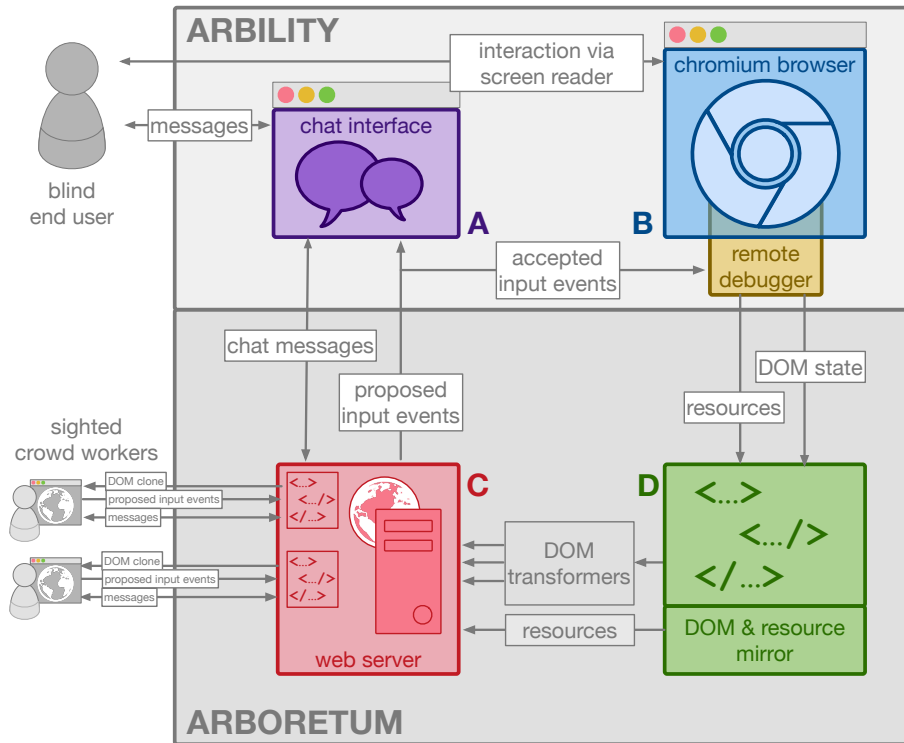 ARBILITY
interaction via
screen reader
chromium browser
messages
chat interface
blind
end user
A
B
remote
debugger
accepted
input events
chat messages
DOM state
proposed
input events
resources
sighted
crowd workers
C
D
DOM clone
proposed input events
messages
<...>
<.../>
</...>
<...>
<.../>
</...>
DOM
transformers
DOM clone
proposed input events
messages
<...>
<.../>
</...>
resources
web server
DOM & resource
mirror
ARBORETUM